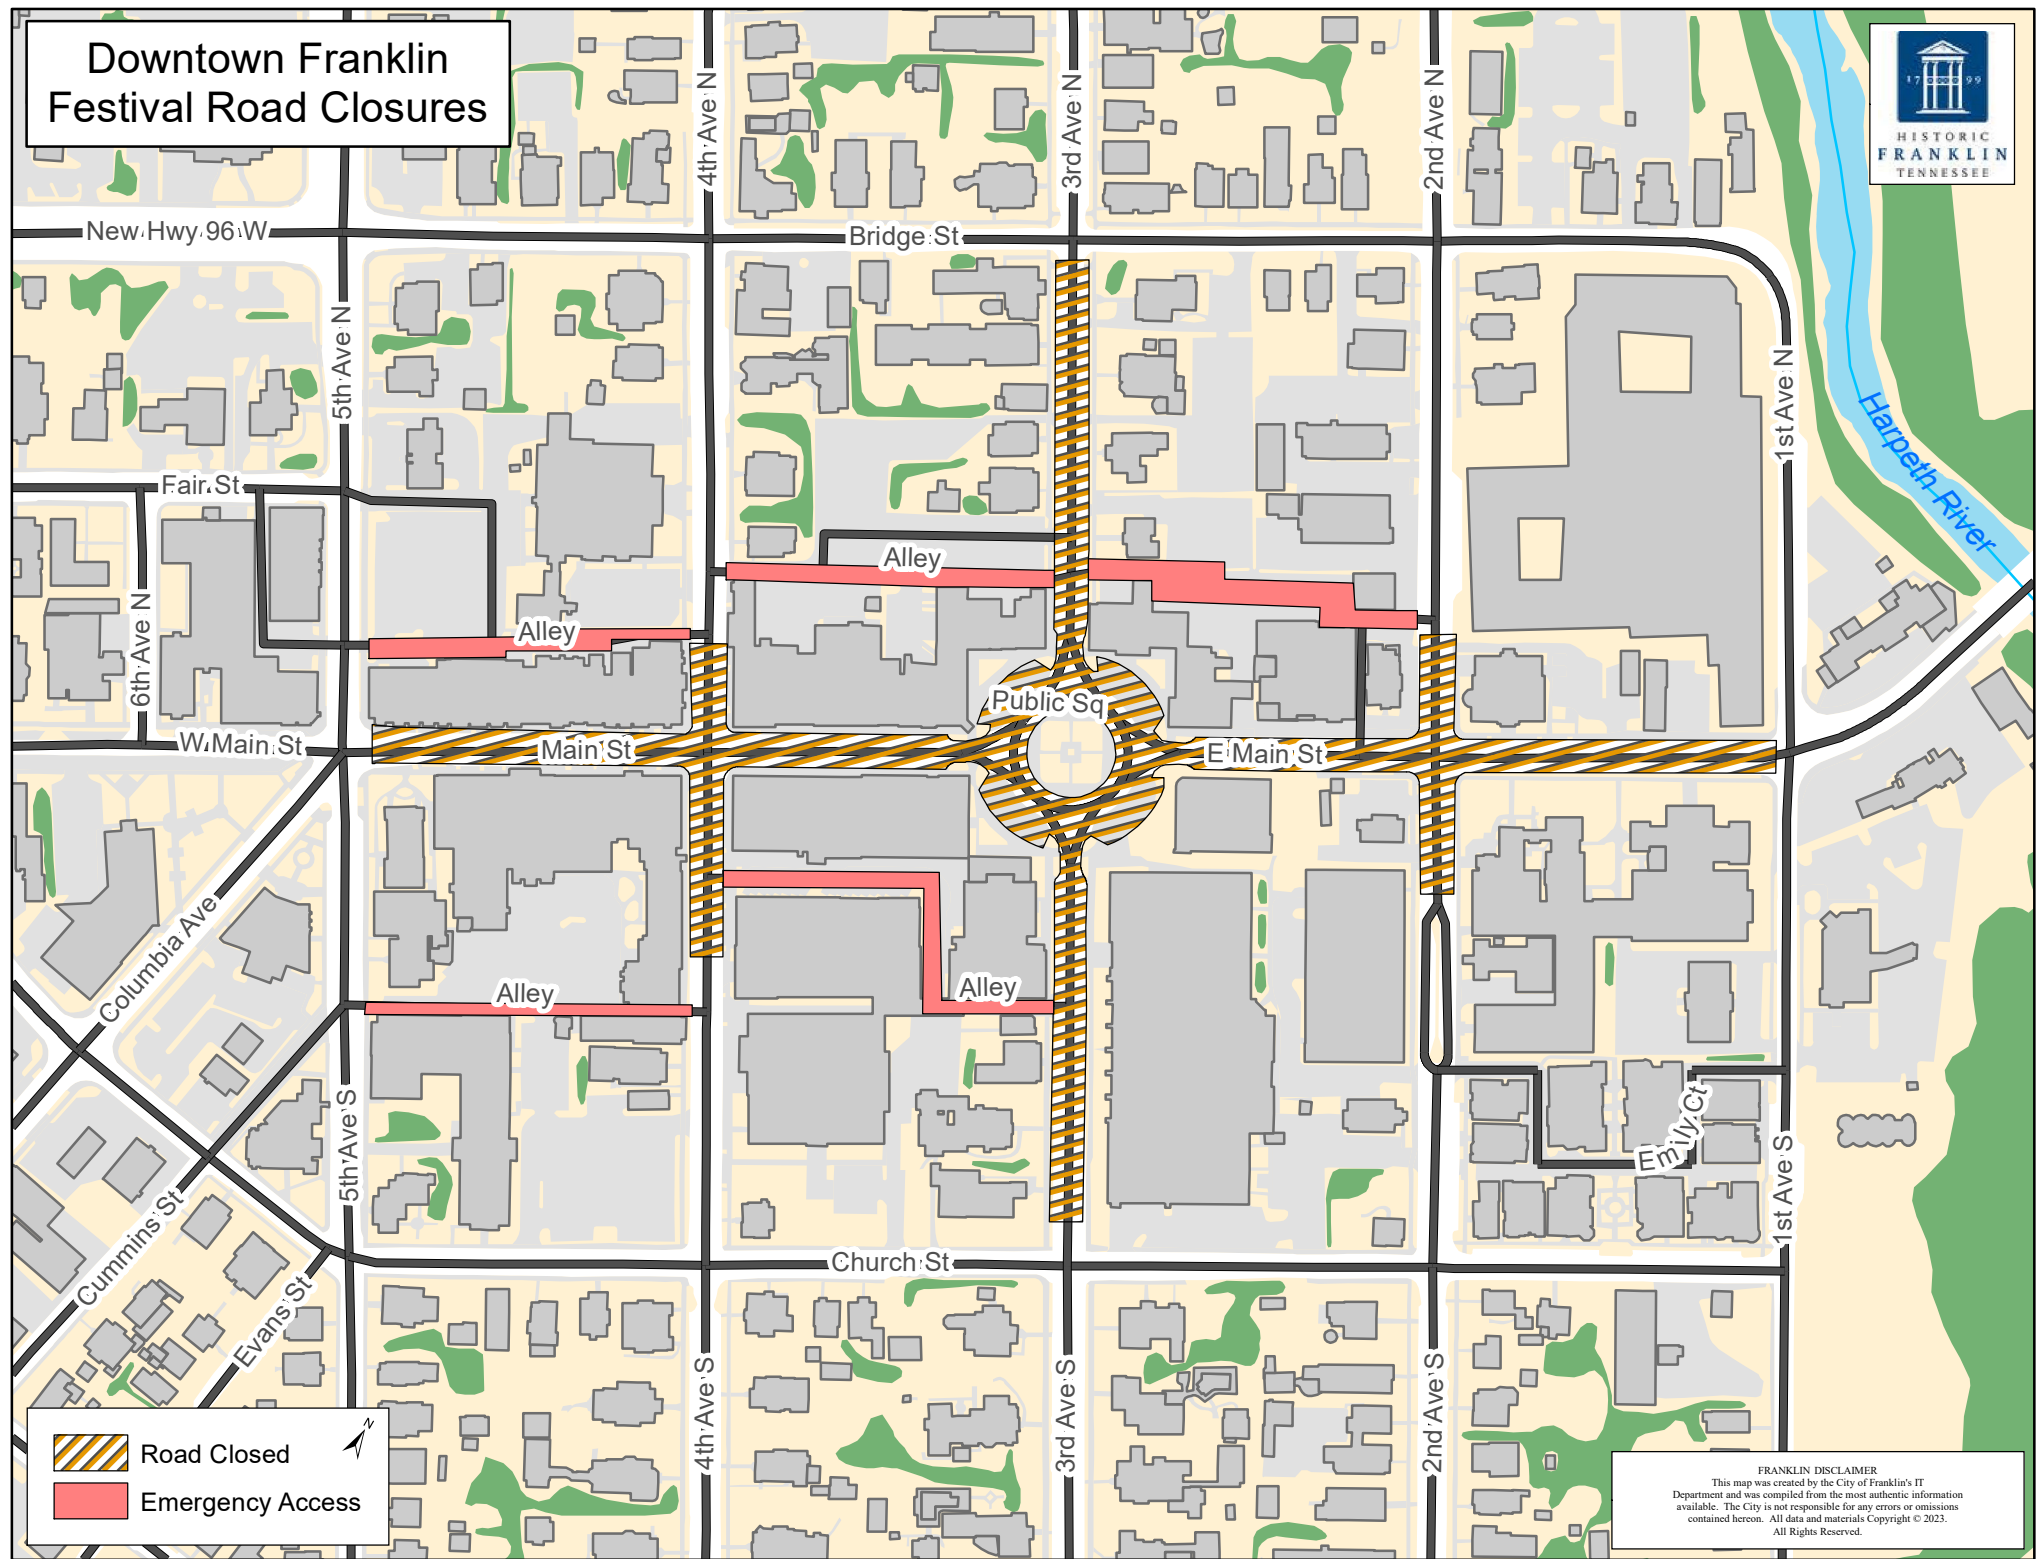 Downtown Franklin
Festival Road Closures
17 99
HISTORIC
FRANKLIN
TENNESSEE
4th Ave N
3rd Ave N
2nd Ave N
New Hwy 96 W
Bridge St
5th Ave N
1st Ave N
Harpeth River
Fair St
Alley
6th Ave N
Alley
Public Sq
W Main St
Main St
E Main St
Columbia Ave
Alley
Alley
5th Ave S
Emily Ct
1st Ave S
Cummins St
Church St
Evans St
4th Ave S
3rd Ave S
2nd Ave S
N
Road Closed
Emergency Access
FRANKLIN DISCLAIMER
This map was created by the City of Franklin's IT
Department and was compiled from the most authentic information
available. The City is not responsible for any errors or omissions
contained hereon. All data and materials Copyright © 2023.
All Rights Reserved.